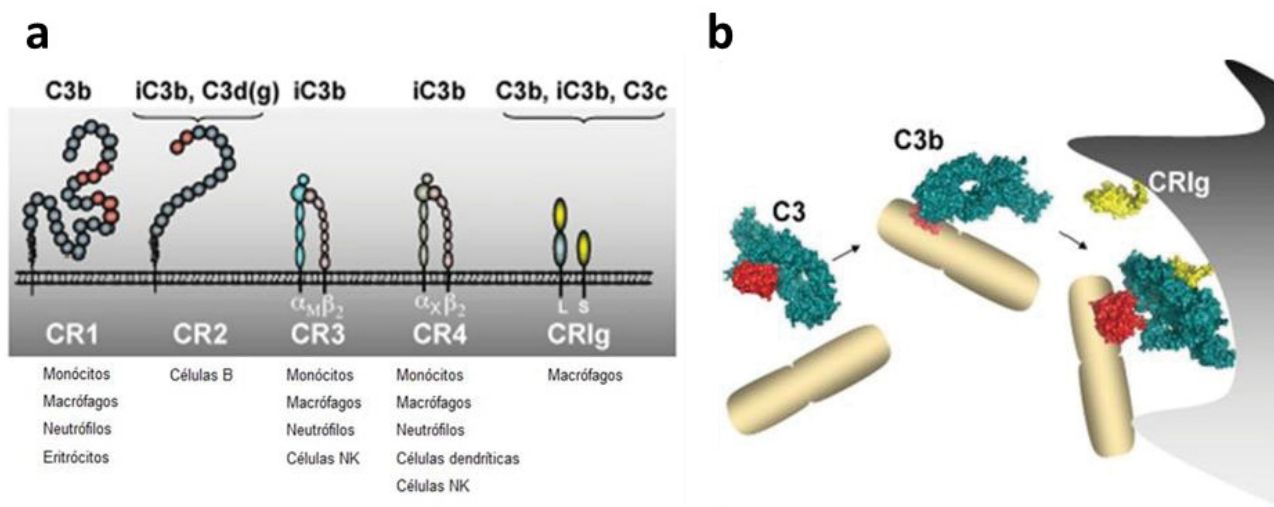 a
C3b iC3b, C3d(g) iC3b iC3b C3b, iC3b, C3c
αMβ2 αXβ2 L S
CR1 CR2 CR3 CR4 CRIg
Monócitos Células B Monócitos Monócitos Macrófagos
Macrófagos Macrófagos Macrófagos
Neutrófilos Neutrófilos Neutrófilos
Eritrócitos Células NK Células dendríticas
Células NK
b
C3b
CRIg
C3